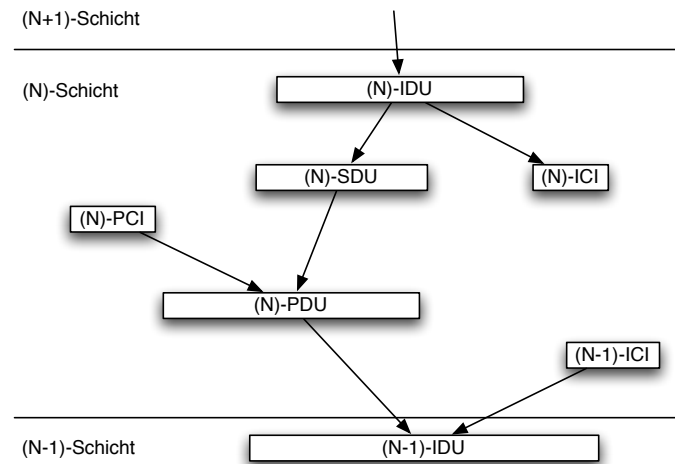 (N+1)-Schicht
(N)-Schicht
(N)-IDU
(N)-SDU
(N)-ICI
(N)-PCI
(N)-PDU
(N-1)-ICI
(N-1)-Schicht
(N-1)-IDU